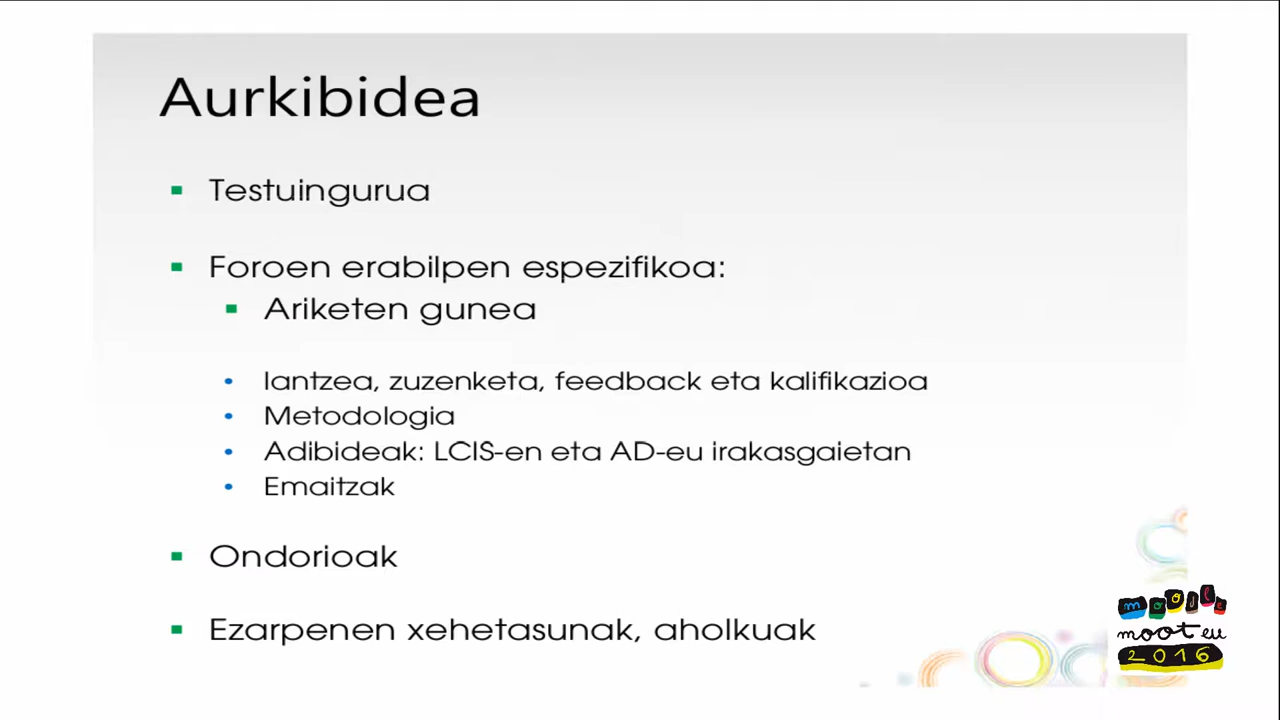 Aurkibidea
Testuingurua
Foroen erabilpen espezifikoa:
Ariketen gunea
lantzea, zuzenketa, feedback eta kalifikazioa
Metodologia
Adibideak: LCIS-en eta AD-eu irakasgaietan
Emaitzak
Ondorioak
Ezarpenen xehetasunak, aholkuak
moodle
moot eu
2016